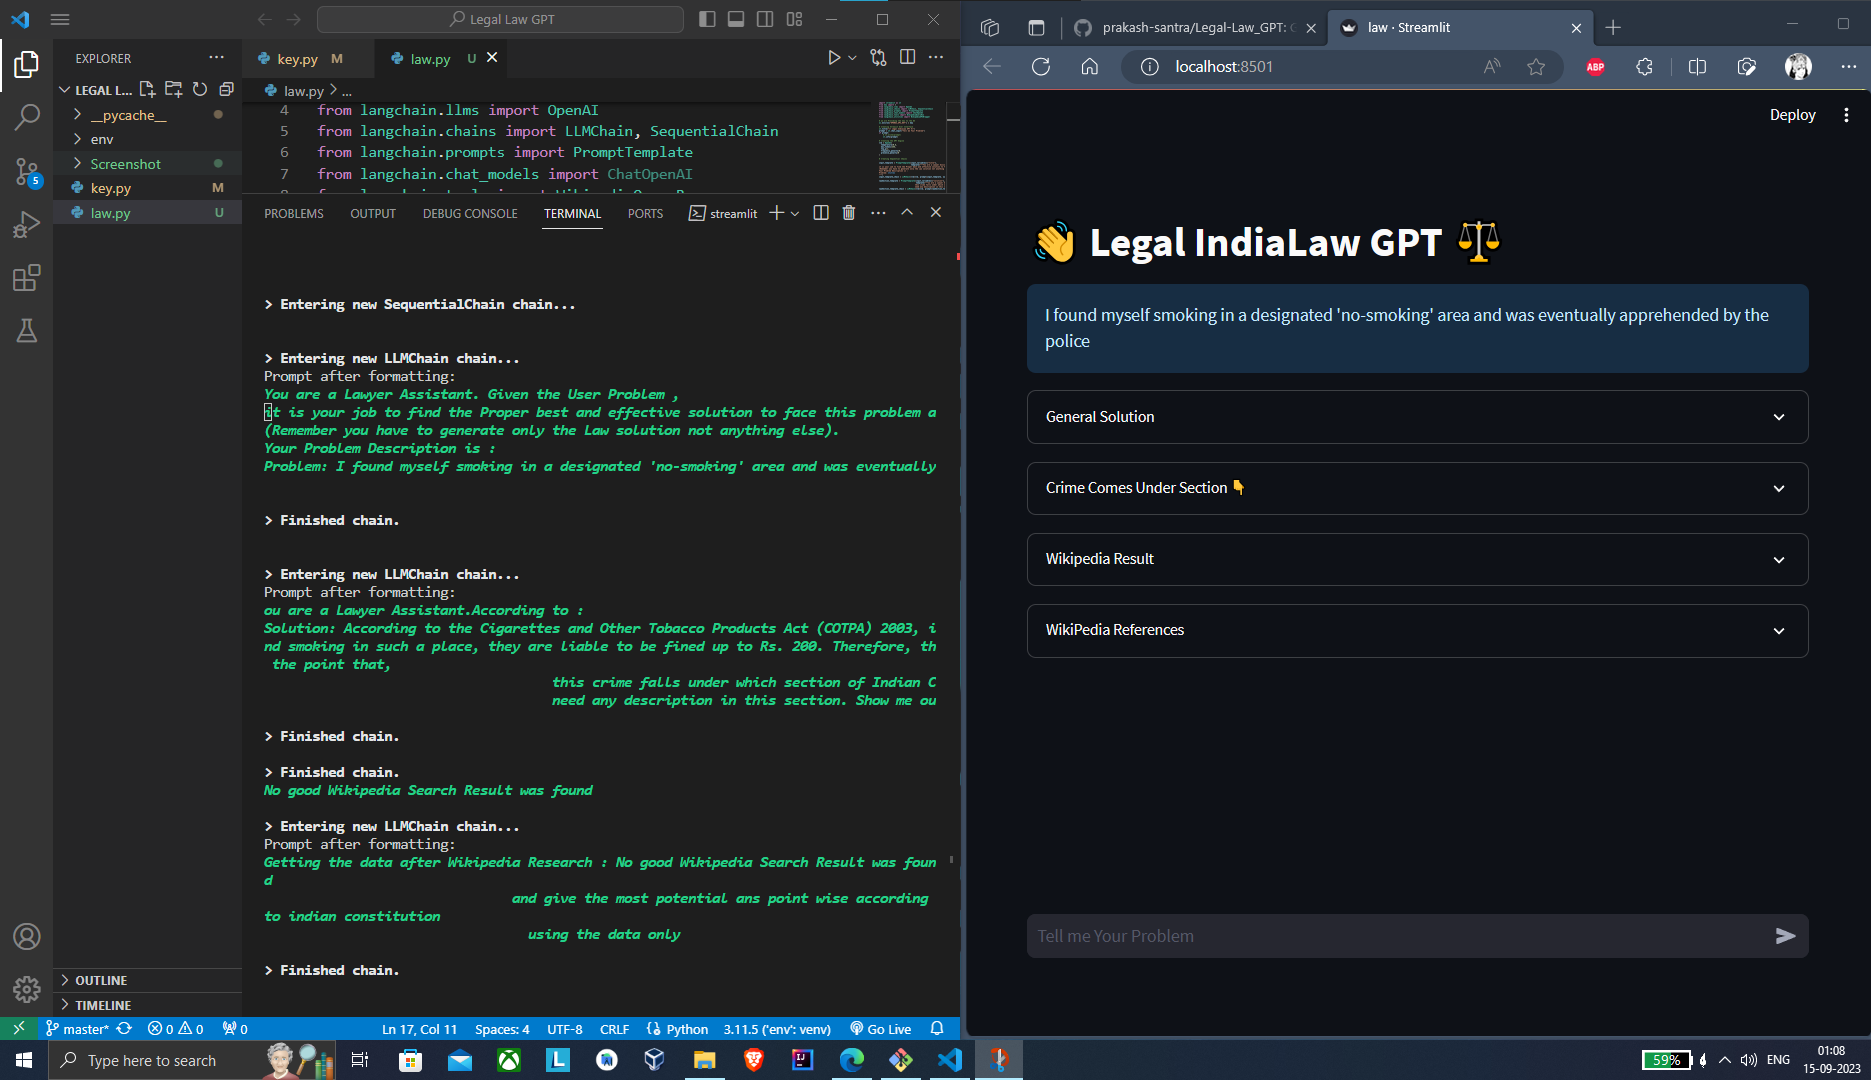 Legal Law GPT
EXPLORER
LEGAL L...
__pycache__
env
Screenshot
key.py M
law.py U
OUTLINE
TIMELINE
key.py M
law.py U
law.py > ...
4 from langchain.llms import OpenAI
5 from langchain.chains import LLMChain, SequentialChain
6 from langchain.prompts import PromptTemplate
7 from langchain.chat_models import ChatOpenAI
PROBLEMS OUTPUT DEBUG CONSOLE TERMINAL PORTS streamlit
> Entering new SequentialChain chain...
> Entering new LLMChain chain...
Prompt after formatting:
You are a Lawyer Assistant. Given the User Problem ,
it is your job to find the Proper best and effective solution to face this problem a
(Remember you have to generate only the Law solution not anything else).
Your Problem Description is :
Problem: I found myself smoking in a designated 'no-smoking' area and was eventually
> Finished chain.
> Entering new LLMChain chain...
Prompt after formatting:
ou are a Lawyer Assistant.According to :
Solution: According to the Cigarettes and Other Tobacco Products Act (COTPA) 2003, i
nd smoking in such a place, they are liable to be fined up to Rs. 200. Therefore, th
the point that,
this crime falls under which section of Indian C
need any description in this section. Show me ou
> Finished chain.
> Finished chain.
No good Wikipedia Search Result was found
> Entering new LLMChain chain...
Prompt after formatting:
Getting the data after Wikipedia Research : No good Wikipedia Search Result was foun
d
and give the most potential ans point wise according
to indian constitution
using the data only
> Finished chain.
5
master* 0 0 0 Ln 17, Col 11 Spaces: 4 UTF-8 CRLF Python 3.11.5 ('env': venv) Go Live
prakash-santra/Legal-Law_GPT:
law · Streamlit
localhost:8501
ABP
Deploy
👋 Legal IndiaLaw GPT ⚖️
I found myself smoking in a designated 'no-smoking' area and was eventually apprehended by the
police
General Solution
Crime Comes Under Section 👇
Wikipedia Result
WikiPedia References
Tell me Your Problem
Type here to search
59%
ENG
01:08
15-09-2023